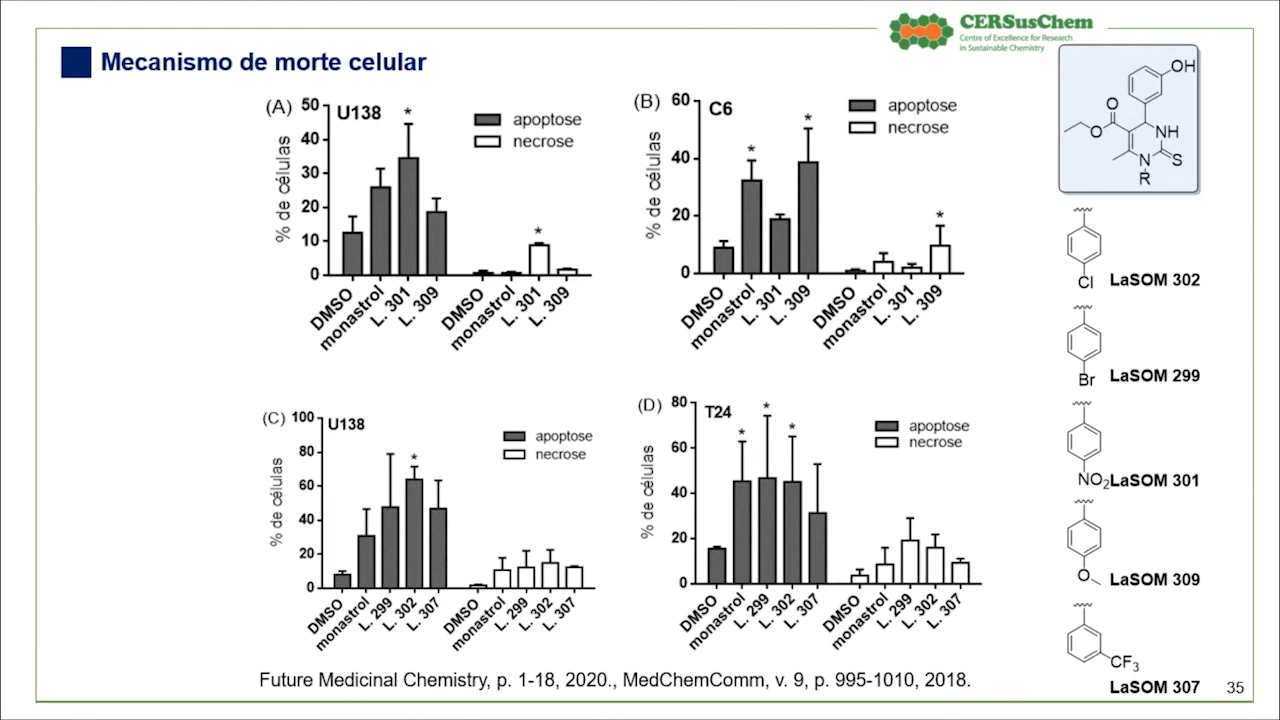 CERSusChem
Centre of Excellence for Research
in Sustainable Chemistry
Mecanismo de morte celular
(A)
U138
apoptose
necrose
% de células
50
40
30
20
10
0
*
*
DMSO
monastrol
L. 301
L. 309
DMSO
monastrol
L. 301
L. 309
(B)
C6
apoptose
necrose
% de células
60
40
20
0
*
*
*
DMSO
monastrol
L. 301
L. 309
DMSO
monastrol
L. 301
L. 309
(C)
U138
apoptose
necrose
% de células
100
80
60
40
20
0
*
DMSO
monastrol
L. 299
L. 302
L. 307
DMSO
monastrol
L. 299
L. 302
L. 307
(D)
T24
apoptose
necrose
% de células
80
60
40
20
0
*
*
*
DMSO
monastrol
L. 299
L. 302
L. 307
DMSO
monastrol
L. 299
L. 302
L. 307
OH
O
O
NH
N
S
R
Cl
LaSOM 302
Br
LaSOM 299
NO2
LaSOM 301
O
LaSOM 309
CF3
LaSOM 307
Future Medicinal Chemistry, p. 1-18, 2020., MedChemComm, v. 9, p. 995-1010, 2018.
35